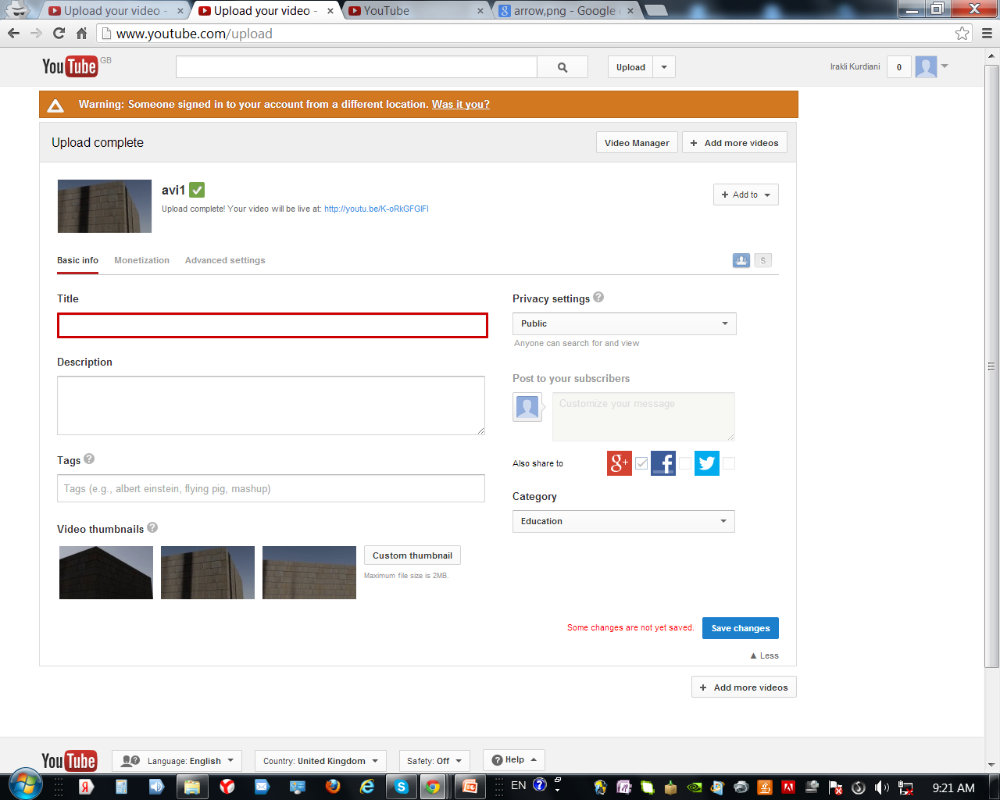 Upload your video -
Upload your video -
YouTube
arrow,png - Google
www.youtube.com/upload
YouTube GB
Upload
Irakli Kurdiani
0
Warning: Someone signed in to your account from a different location. Was it you?
Upload complete
Video Manager
+ Add more videos
avi1
Upload complete! Your video will be live at: http://youtu.be/K-oRkGFGIFI
+ Add to
Basic info
Monetization
Advanced settings
$
Title
Privacy settings ?
Public
Anyone can search for and view
Description
Post to your subscribers
Customize your message
Tags ?
Tags (e.g., albert einstein, flying pig, mashup)
Also share to
g+
f
Category
Education
Video thumbnails ?
Custom thumbnail
Maximum file size is 2MB.
Some changes are not yet saved.
Save changes
▲ Less
+ Add more videos
YouTube
Language: English
Country: United Kingdom
Safety: Off
? Help
EN
9:21 AM